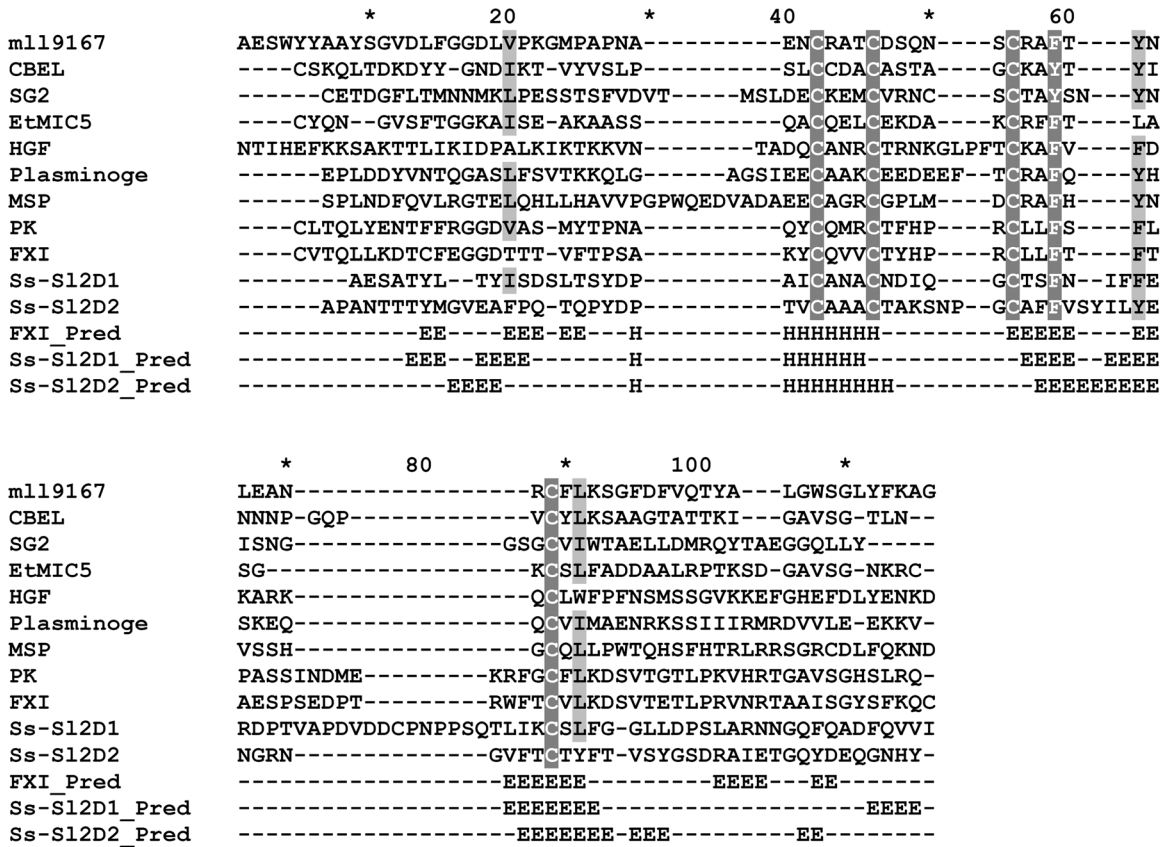 * 20 * 40 * 60
mll9167 AESWYYAAYSGVDLFGGDLVPKGMPAPNA----------ENCRATCDSQN----SCRAFT----YN
CBEL ----CSKQLTDKDYY-GNDIKT-VYVSLP----------SLCCDACASTA----GCKAYT----YI
SG2 ------CETDGFLTMNNMKLPESSTSFVDVT-----MSLDECKEMCVRNC----SCTAYSN---YN
EtMIC5 ----CYQN--GVSFTGGKAISE-AKAASS----------QACQELCEKDA----KCRFFT----LA
HGF NTIHEFKKSAKTTLIKIDPALKIKTKKVN--------TADQCANRCTRNKGLPFTCKAFV----FD
Plasminoge ------EPLDDYVNTQGASLFSVTKKQLG------AGSIEECAAKCEEDEEF--TCRAFQ----YH
MSP ------SPLNDFQVLRGTELQHLLHAVVPGPWQEDVADAEECAGRCGPLM----DCRAFH----YN
PK ----CLTQLYENTFFRGGDVAS-MYTPNA----------QYCQMRCTFHP----RCLLFS----FL
FXI ----CVTQLLKDTCFEGGDTTT-VFTPSA----------KYCQVVCTYHP----RCLLFT----FT
Ss-Sl2D1 --------AESATYL--TYISDSLTSYDP----------AICANACNDIQ----GCTSFN--IFFE
Ss-Sl2D2 ------APANTTTYMGVEAFPQ-TQPYDP----------TVCAAACTAKSNP--GCAFFVSYILYE
FXI_Pred -------------EE----EEE-EE---H----------HHHHHHH---------EEEEE----EE
Ss-Sl2D1_Pred ------------EEE--EEEE-------H----------HHHHHH-----------EEEE--EEEE
Ss-Sl2D2_Pred ---------------EEEE---------H----------HHHHHHHH----------EEEEEEEEE
* 80 * 100 *
mll9167 LEAN-----------------RCFLKSGFDFVQTYA---LGWSGLYFKAG
CBEL NNNP-GQP-------------VCYLKSAAGTATTKI---GAVSG-TLN--
SG2 ISNG---------------GSGCVIWTAELLDMRQYTAEGGQLLY-----
EtMIC5 SG-------------------KCSLFADDAALRPTKSD-GAVSG-NKRC-
HGF KARK-----------------QCLWFPFNSMSSGVKKEFGHEFDLYENKD
Plasminoge SKEQ-----------------QCVIMAENRKSSIIIRMRDVVLE-EKKV-
MSP VSSH-----------------GCQLLPWTQHSFHTRLRRSGRCDLFQKND
PK PASSINDME---------KRFGCFLKDSVTGTLPKVHRTGAVSGHSLRQ-
FXI AESPSEDPT---------RWFTCVLKDSVTETLPRVNRTAAISGYSFKQC
Ss-Sl2D1 RDPTVAPDVDDCPNPPSQTLIKCSLFG-GLLDPSLARNNGQFQADFQVVI
Ss-Sl2D2 NGRN--------------GVFTCTYFT-VSYGSDRAIETGQYDEQGNHY-
FXI_Pred -------------------EEEEEE---------EEEE---EE-------
Ss-Sl2D1_Pred -------------------EEEEEEE-------------------EEEE-
Ss-Sl2D2_Pred --------------------EEEEEEE-EEE---------EE--------